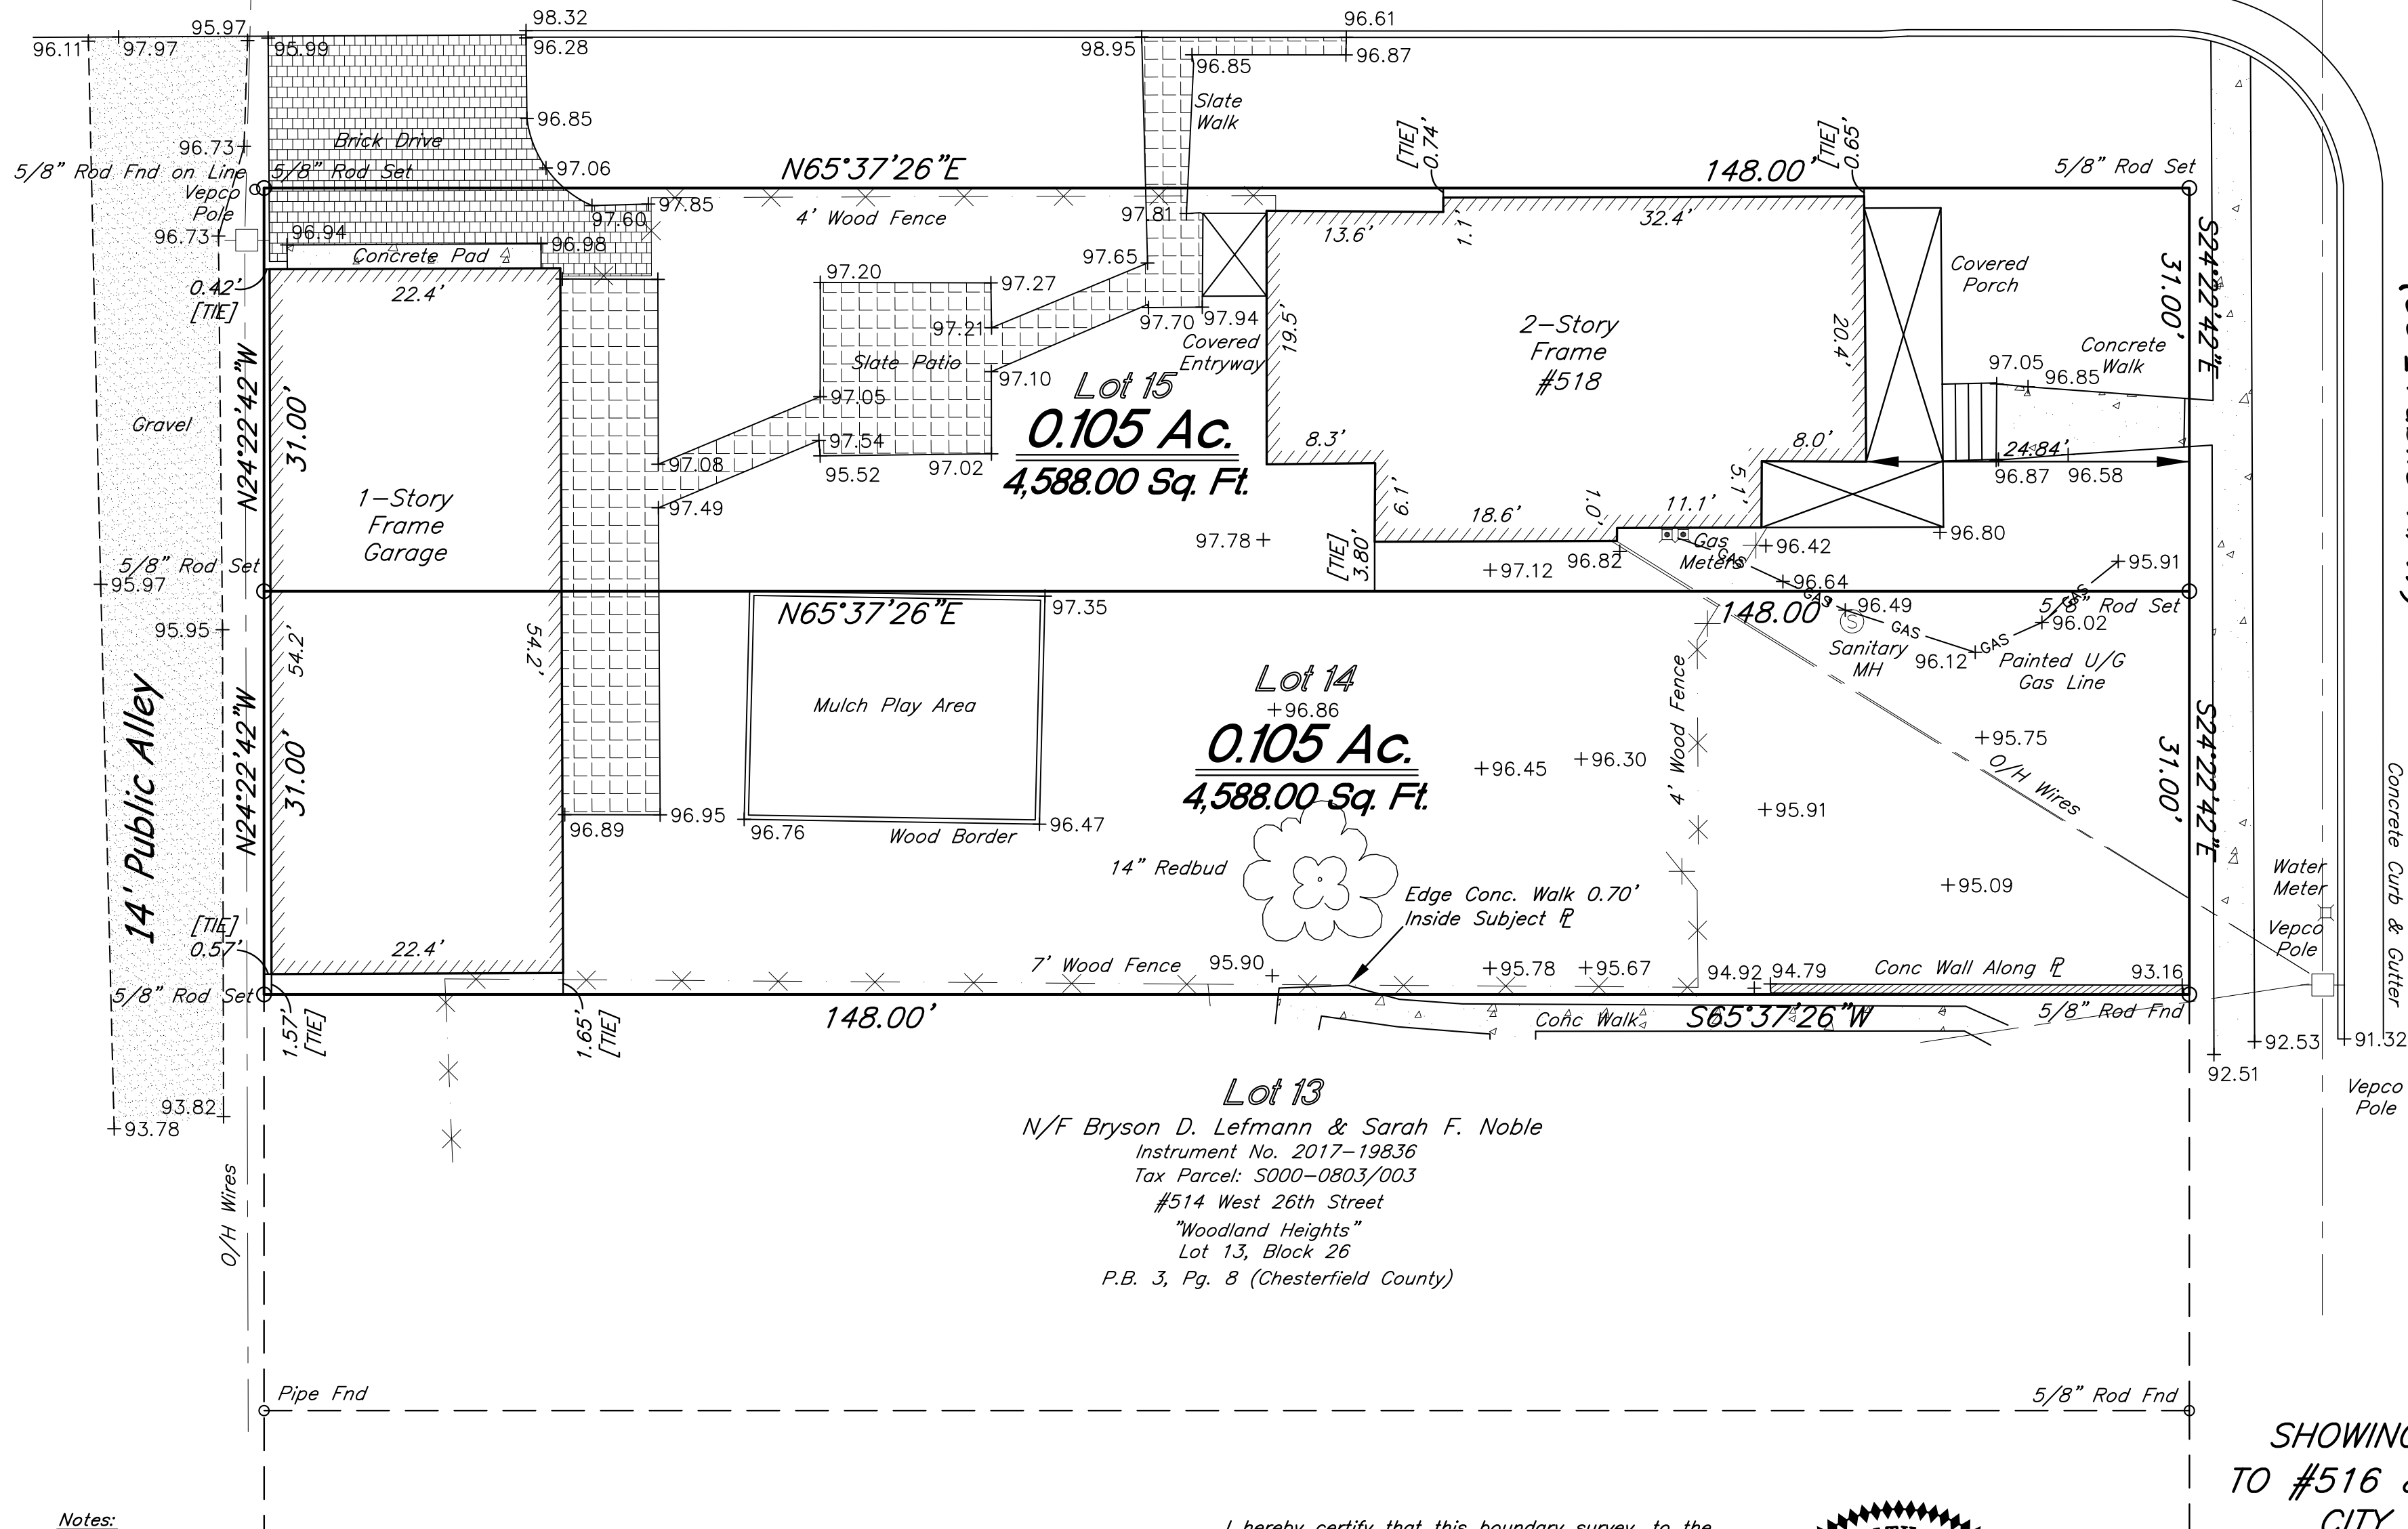 98.32
96.61
95.97
96.11
97.97
95.99
96.28
98.95
96.85
96.87
Slate
Walk
96.85
Brick Drive
96.73
97.06
5/8" Rod Fnd on Line
5/8" Rod Set
N65°37'26"E
[TIE]
0.74'
148.00'
[TIE]
0.65'
5/8" Rod Set
Vepco
Pole
97.60
97.85
4' Wood Fence
97.81
13.6'
1.1'
32.4'
96.73
96.94
96.98
Concrete Pad
97.65
Covered
Porch
S24°22'42"E
31.00'
0.42'
[TIE]
22.4'
97.20
97.27
97.21
97.70
97.94
Covered
Entryway
19.5'
2-Story
Frame
#518
20.4'
Concrete
Walk
97.05
96.85
Slate Patio
97.10
97.05
Lot 15
0.105 Ac.
4,588.00 Sq. Ft.
Gravel
N24°22'42"W
31.00'
97.54
97.08
95.52
97.02
97.49
8.3'
8.0'
24.84'
96.87
96.58
6.1'
18.6'
1.0'
11.1'
5.1'
1-Story
Frame
Garage
97.78
[TIE]
3.80'
97.12
96.82
Gas
Meters
GAS
96.42
96.80
96.64
95.91
5/8" Rod Set
95.97
95.95
N65°37'26"E
97.35
148.00'
GAS
96.49
GAS
5/8" Rod Set
96.02
GAS
GAS
96.12
Sanitary
MH
S
Painted U/G
Gas Line
54.2'
54.2'
Mulch Play Area
Lot 14
96.86
0.105 Ac.
4,588.00 Sq. Ft.
4' Wood Fence
96.45
96.30
95.75
O/H Wires
95.91
S24°22'42"E
31.00'
14' Public Alley
N24°22'42"W
31.00'
96.89
96.95
96.76
Wood Border
96.47
14" Redbud
Edge Conc. Walk 0.70'
Inside Subject ⅊
95.09
Water
Meter
Vepco
Pole
Concrete Curb & Gutter
[TIE]
0.57'
22.4'
7' Wood Fence
95.90
95.78
95.67
94.92
94.79
Conc Wall Along ⅊
93.16
5/8" Rod Set
1.57'
[TIE]
1.65'
[TIE]
148.00'
Conc Walk
S65°37'26"W
5/8" Rod Fnd
92.53
91.32
92.51
Vepco
Pole
93.82
93.78
O/H Wires
Lot 13
N/F Bryson D. Lefmann & Sarah F. Noble
Instrument No. 2017-19836
Tax Parcel: S000-0803/003
#514 West 26th Street
"Woodland Heights"
Lot 13, Block 26
P.B. 3, Pg. 8 (Chesterfield County)
Pipe Fnd
5/8" Rod Fnd
SHOWING
TO #516 &
CITY
Notes:
I hereby certify that this boundary survey, to the